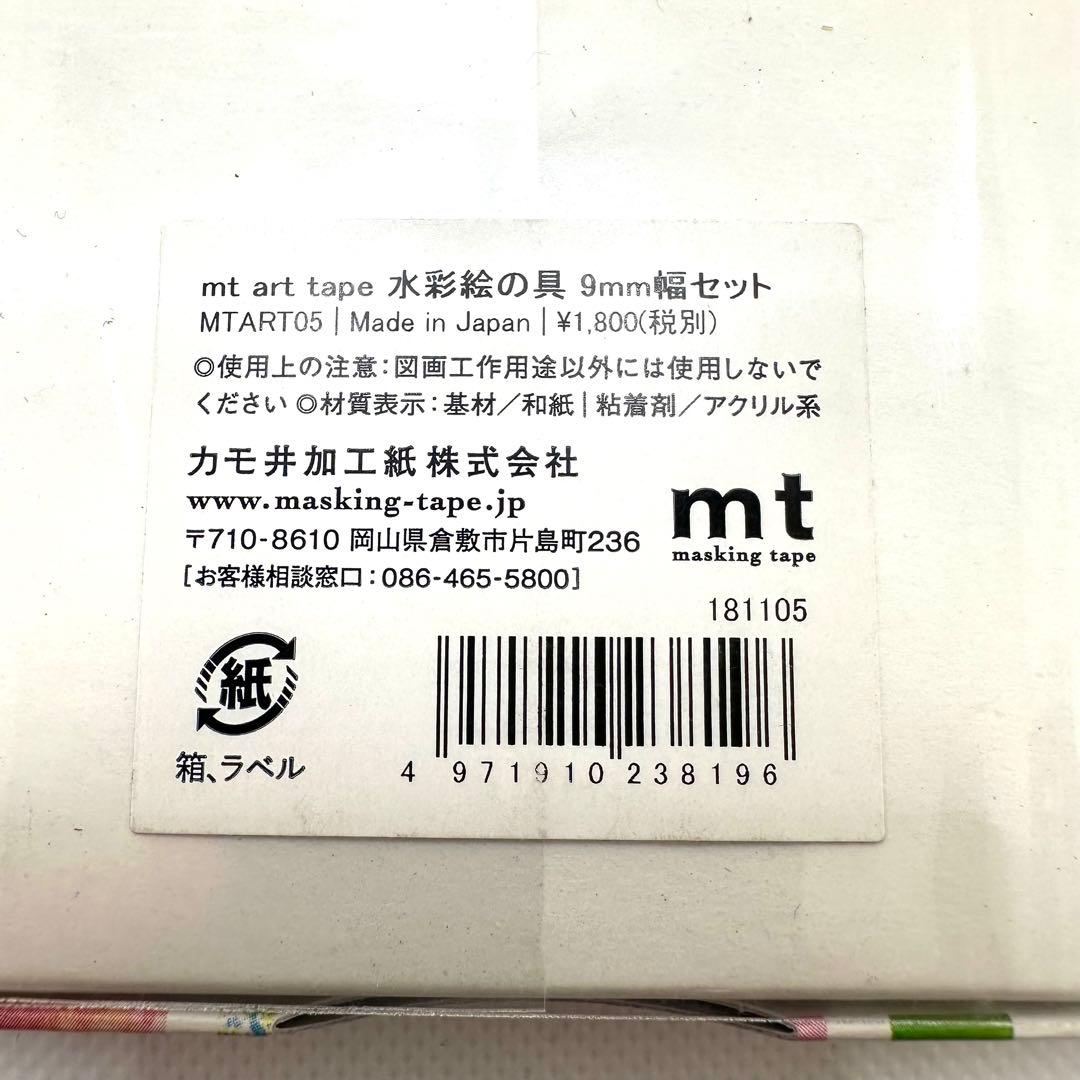 mt art tape 水彩絵の具 9mm幅セット
MTART05 | Made in Japan | ¥1,800(税別)
◎使用上の注意:図画工作用途以外には使用しないで
ください ◎材質表示:基材/和紙 | 粘着剤/アクリル系
カモ井加工紙 株式会社
www.masking-tape.jp
〒710-8610 岡山県倉敷市片島町236
[お客様相談窓口:086-465-5800]
mt
masking tape
181105
紙
箱、ラベル
4 971910 238196